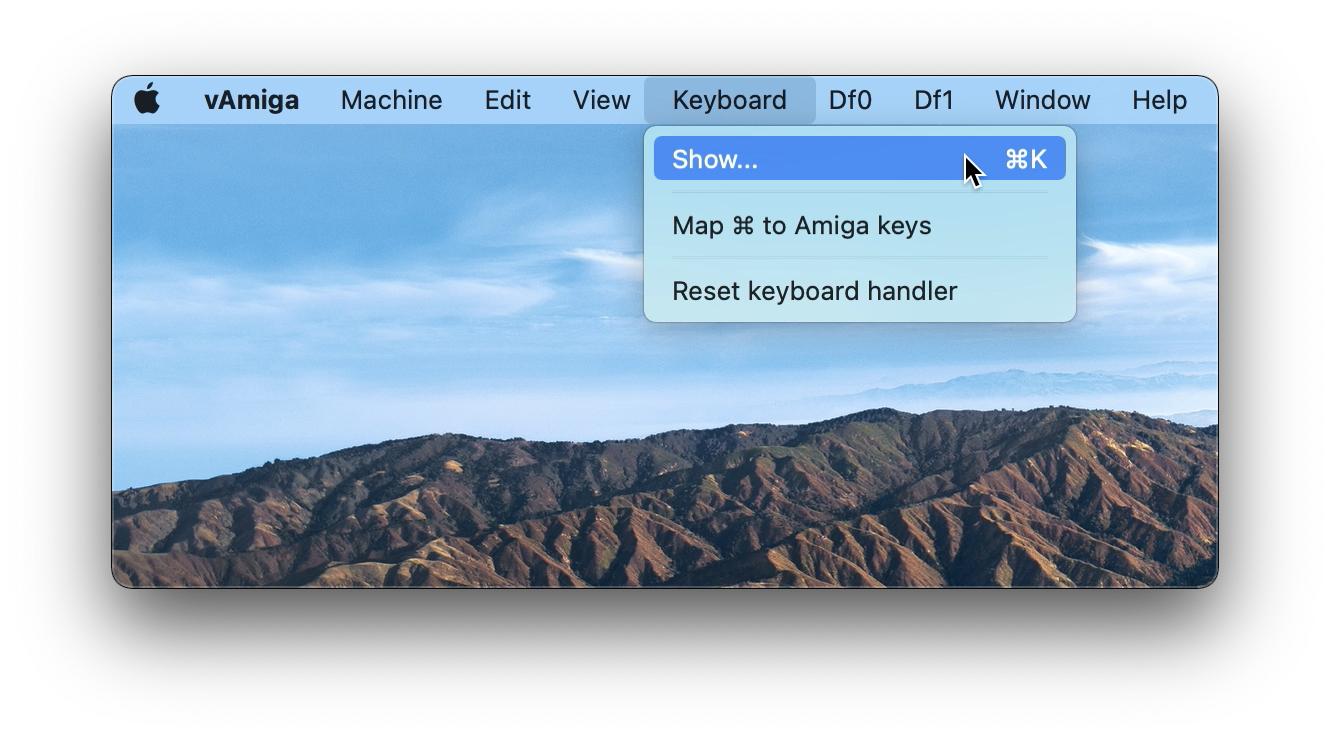 vAmiga Machine Edit View Keyboard Df0 Df1 Window Help
Show... ⌘K
Map ⌘ to Amiga keys
Reset keyboard handler